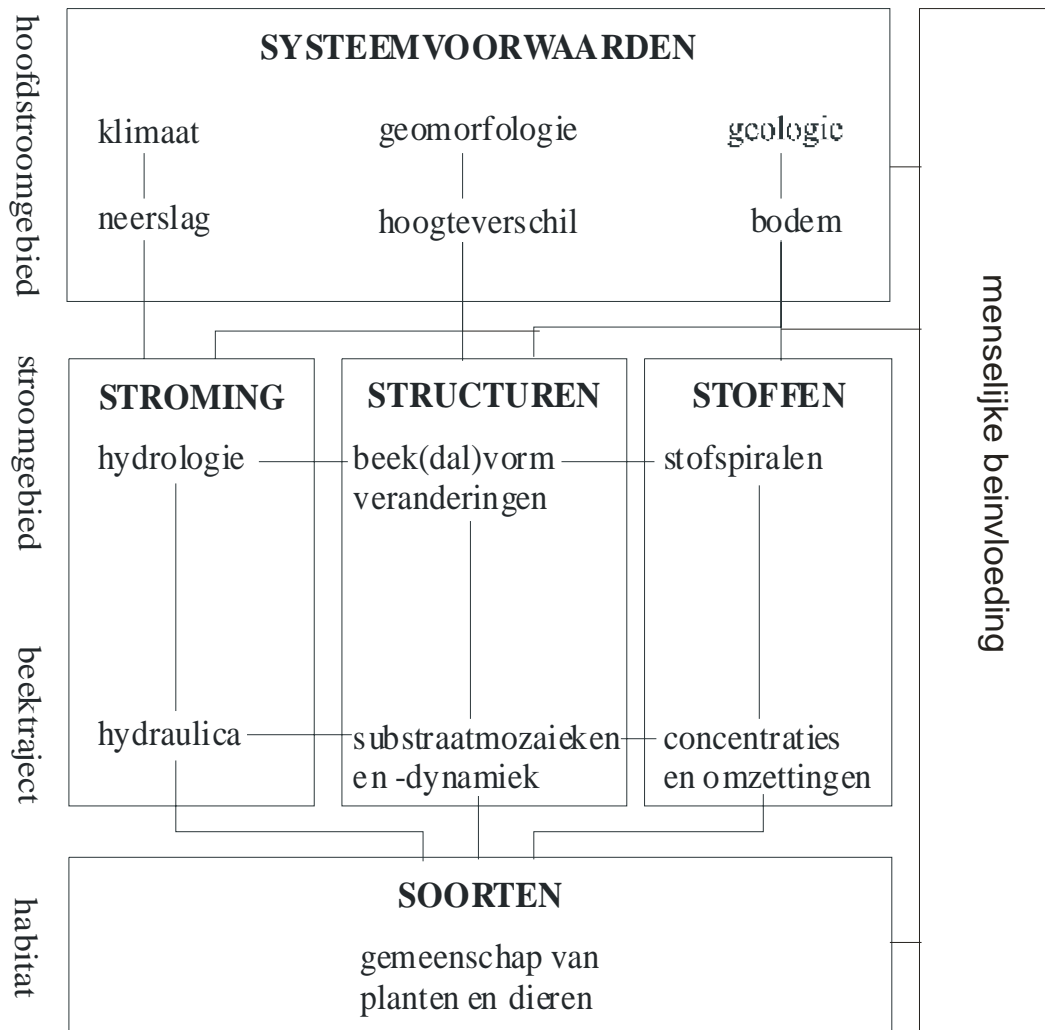 SYSTEEMVOORWAARDEN
hoofdstroomgebied
klimaat
geomorfologie
geologie
neerslag
hoogteverschil
bodem
menselijke beinvloeding
stroomgebied
STROMING
STRUCTUREN
STOFFEN
hydrologie
beek(dal)vorm
veranderingen
stofspiralen
beektraject
hydraulica
substraatmozaieken
en -dynamiek
concentraties
en omzettingen
habitat
SOORTEN
gemeenschap van
planten en dieren